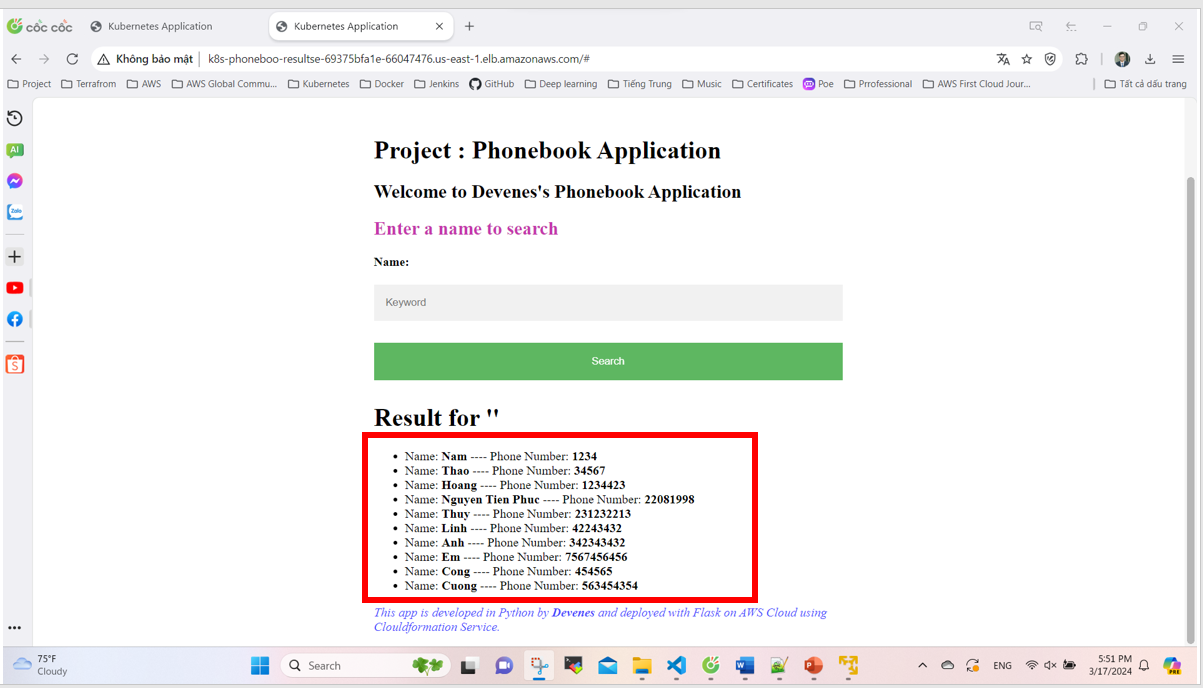 cốc cốc
Kubernetes Application
Kubernetes Application
Không bảo mật
k8s-phoneboo-resultse-69375bfa1e-66047476.us-east-1.elb.amazonaws.com/#
Project
Terrafrom
AWS
AWS Global Commu...
Kubernetes
Docker
Jenkins
GitHub
Deep learning
Tiếng Trung
Music
Certificates
Poe
Prrofessional
AWS First Cloud Jour...
Tất cả dấu trang
AI
Zalo
Project : Phonebook Application
Welcome to Devenes's Phonebook Application
Enter a name to search
Name:
Keyword
Search
Result for ''
Name: Nam ---- Phone Number: 1234
Name: Thao ---- Phone Number: 34567
Name: Hoang ---- Phone Number: 1234423
Name: Nguyen Tien Phuc ---- Phone Number: 22081998
Name: Thuy ---- Phone Number: 231232213
Name: Linh ---- Phone Number: 42243432
Name: Anh ---- Phone Number: 342343432
Name: Em ---- Phone Number: 7567456456
Name: Cong ---- Phone Number: 454565
Name: Cuong ---- Phone Number: 563454354
This app is developed in Python by Devenes and deployed with Flask on AWS Cloud using
Clouldformation Service.
75°F
Cloudy
Search
ENG
5:51 PM
3/17/2024
PRE